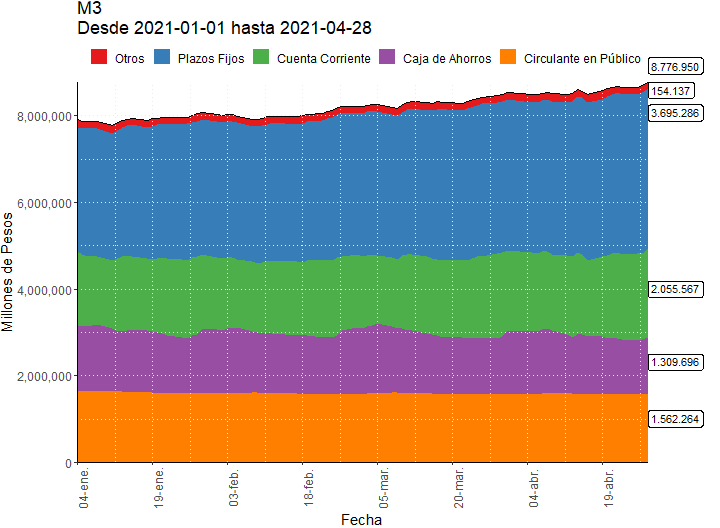 M3
Desde 2021-01-01 hasta 2021-04-28
Otros
Plazos Fijos
Cuenta Corriente
Caja de Ahorros
Circulante en Público
8.776.950
154.137
3.695.286
2.055.567
1.309.696
1.562.264
8,000,000
6,000,000
4,000,000
2,000,000
0
Millones de Pesos
04-ene.
19-ene.
03-feb.
18-feb.
05-mar.
20-mar.
04-abr.
19-abr.
Fecha